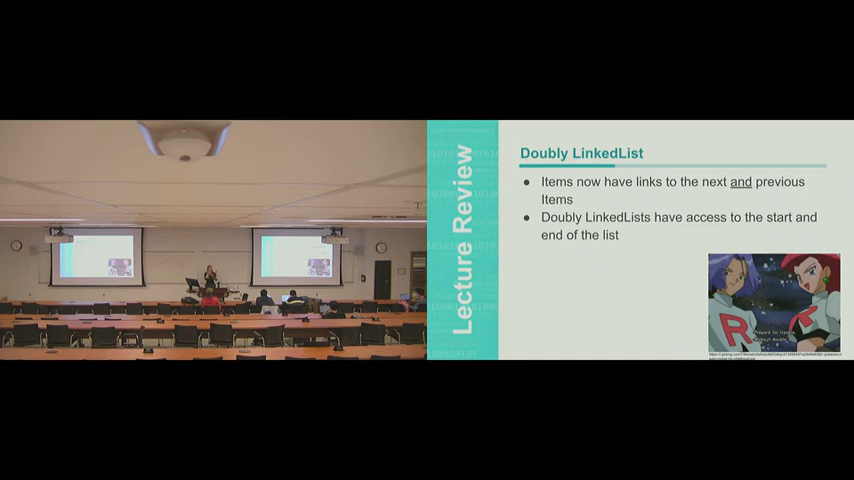 Lecture Review
Doubly LinkedList
● Items now have links to the next and previous
Items
● Doubly LinkedLists have access to the start and
end of the list
R
Prepare for trouble
Make it double